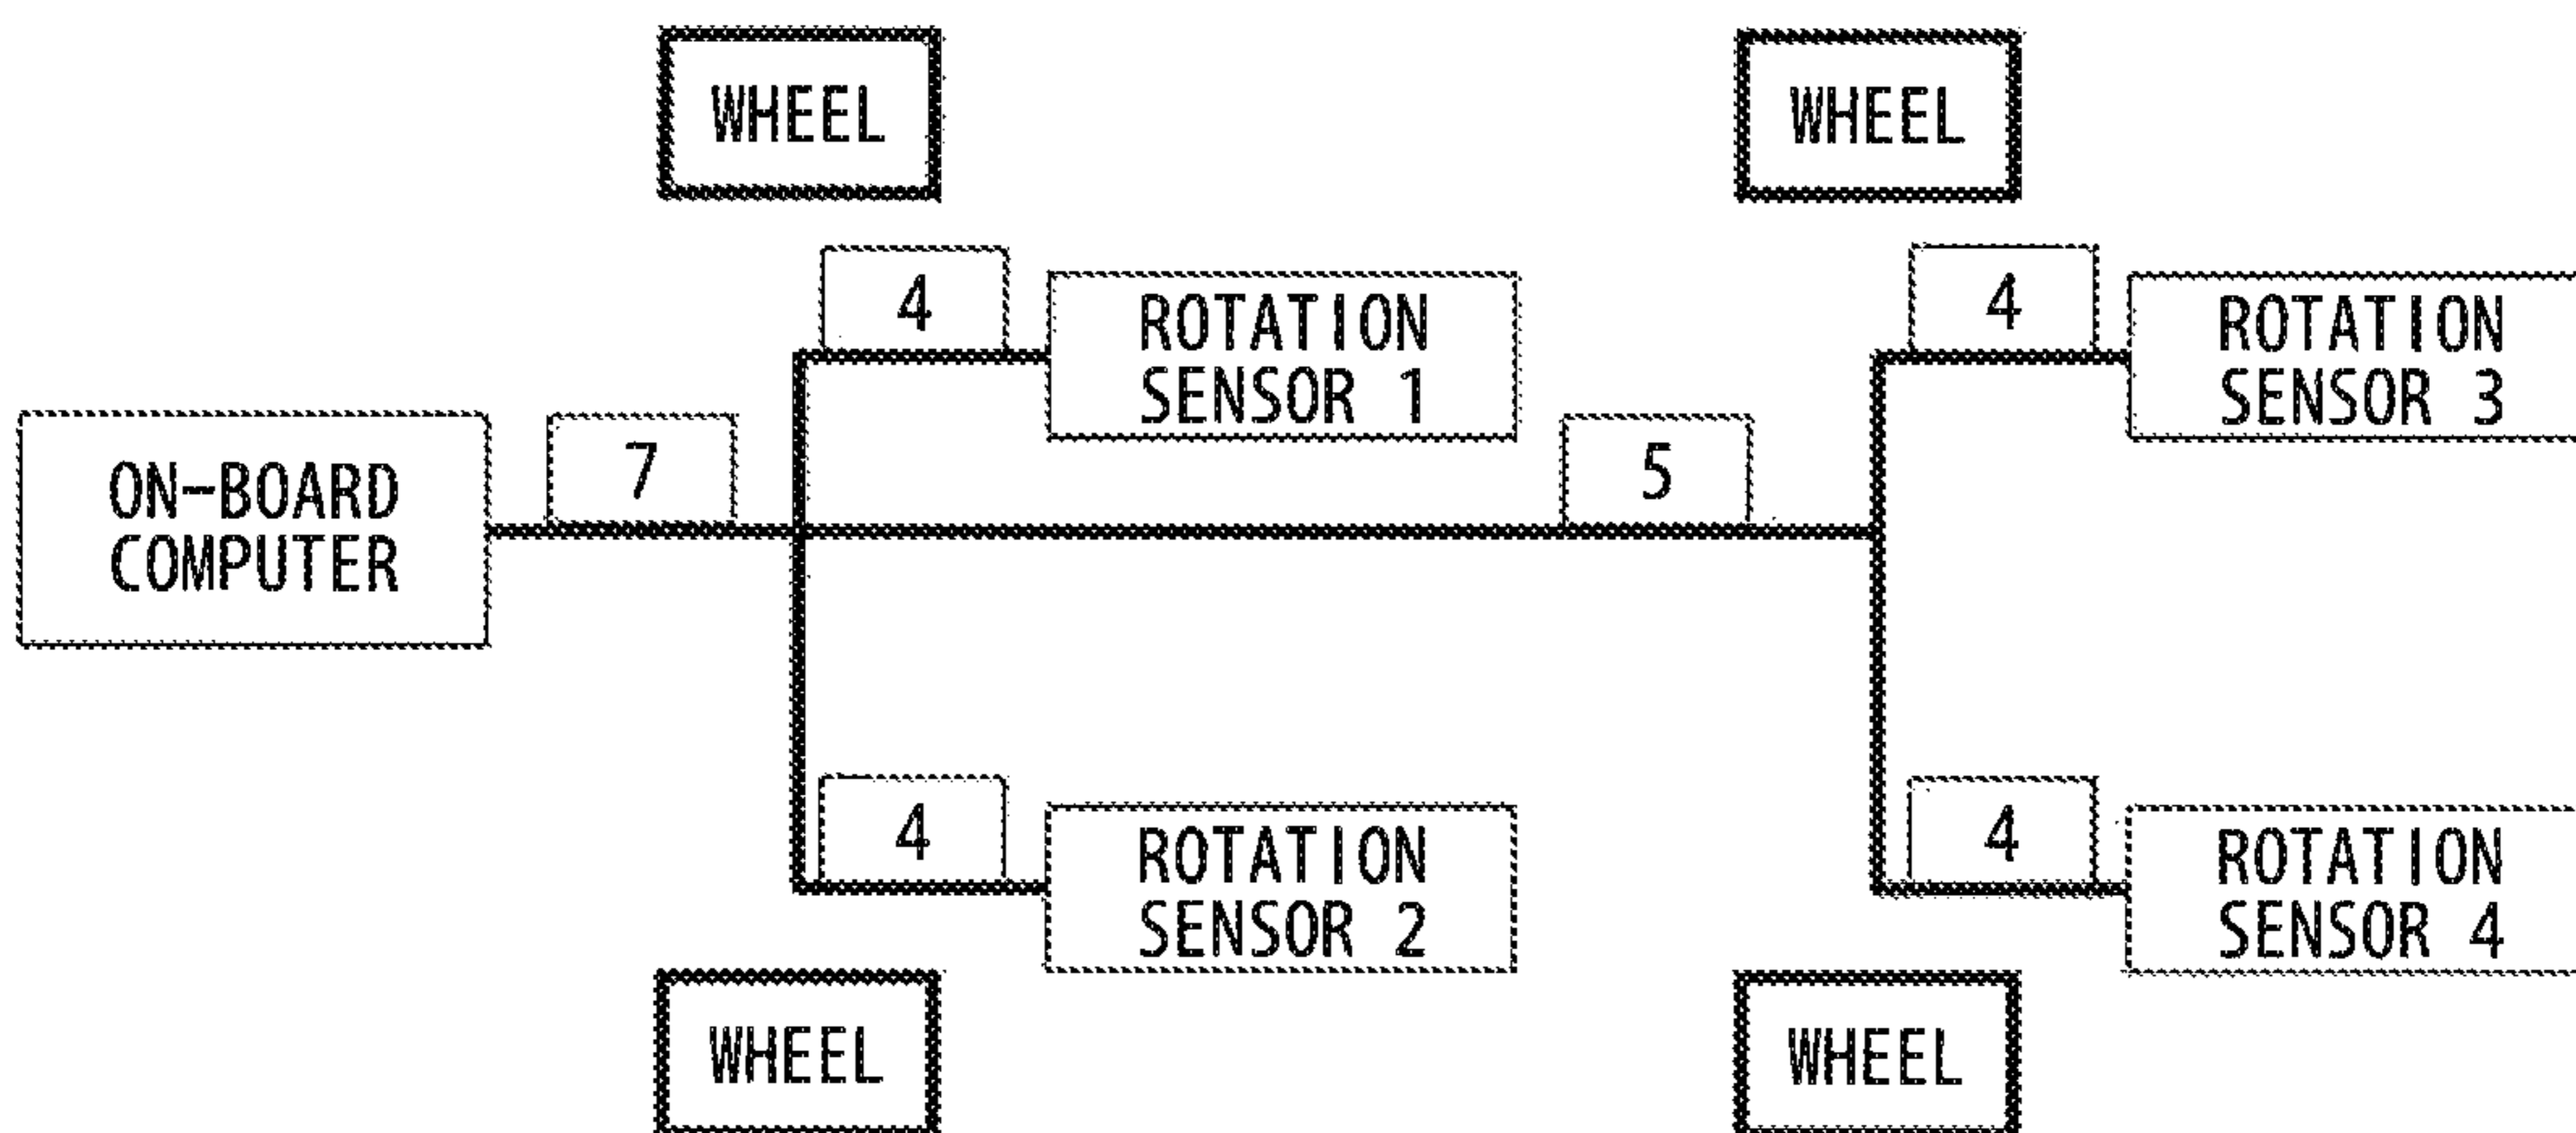 WHEEL
WHEEL
4
ROTATION
SENSOR 1
4
ROTATION
SENSOR 3
ON-BOARD
COMPUTER
7
5
4
ROTATION
SENSOR 2
4
ROTATION
SENSOR 4
WHEEL
WHEEL